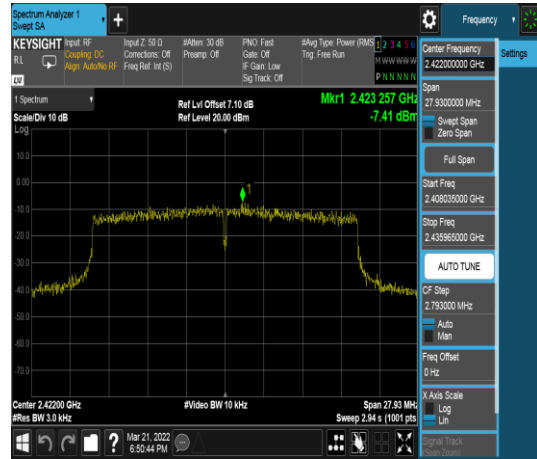 Spectrum Analyzer 1
Swept SA
+
Frequency
KEYSIGHT
RL
Input: RF
Coupling: DC
Align: Auto/No RF
Input Z: 50 Ω
Corrections: Off
Freq Ref: Int (S)
#Atten: 30 dB
Preamp: Off
PNO: Fast
Gate: Off
IF Gain: Low
Sig Track: Off
#Avg Type: Power (RMS
Trig: Free Run
1 2 3 4 5 6
M W W W W W
P N N N N N
LXI
1 Spectrum
Scale/Div 10 dB
Log
Ref Lvl Offset 7.10 dB
Ref Level 20.00 dBm
Mkr1 2.423 257 GHz
-7.41 dBm
1
10.0
0.00
-10.0
-20.0
-30.0
-40.0
-50.0
-60.0
-70.0
Center 2.42200 GHz
#Res BW 3.0 kHz
#Video BW 10 kHz
Span 27.93 MHz
Sweep 2.94 s (1001 pts
Mar 21, 2022
6:50:44 PM
?
Center Frequency
2.422000000 GHz
Settings
Span
27.9300000 MHz
Swept Span
Zero Span
Full Span
Start Freq
2.408035000 GHz
Stop Freq
2.435965000 GHz
AUTO TUNE
CF Step
2.793000 MHz
Auto
Man
Freq Offset
0 Hz
X Axis Scale
Log
Lin
Signal Track
(Span Zoom)